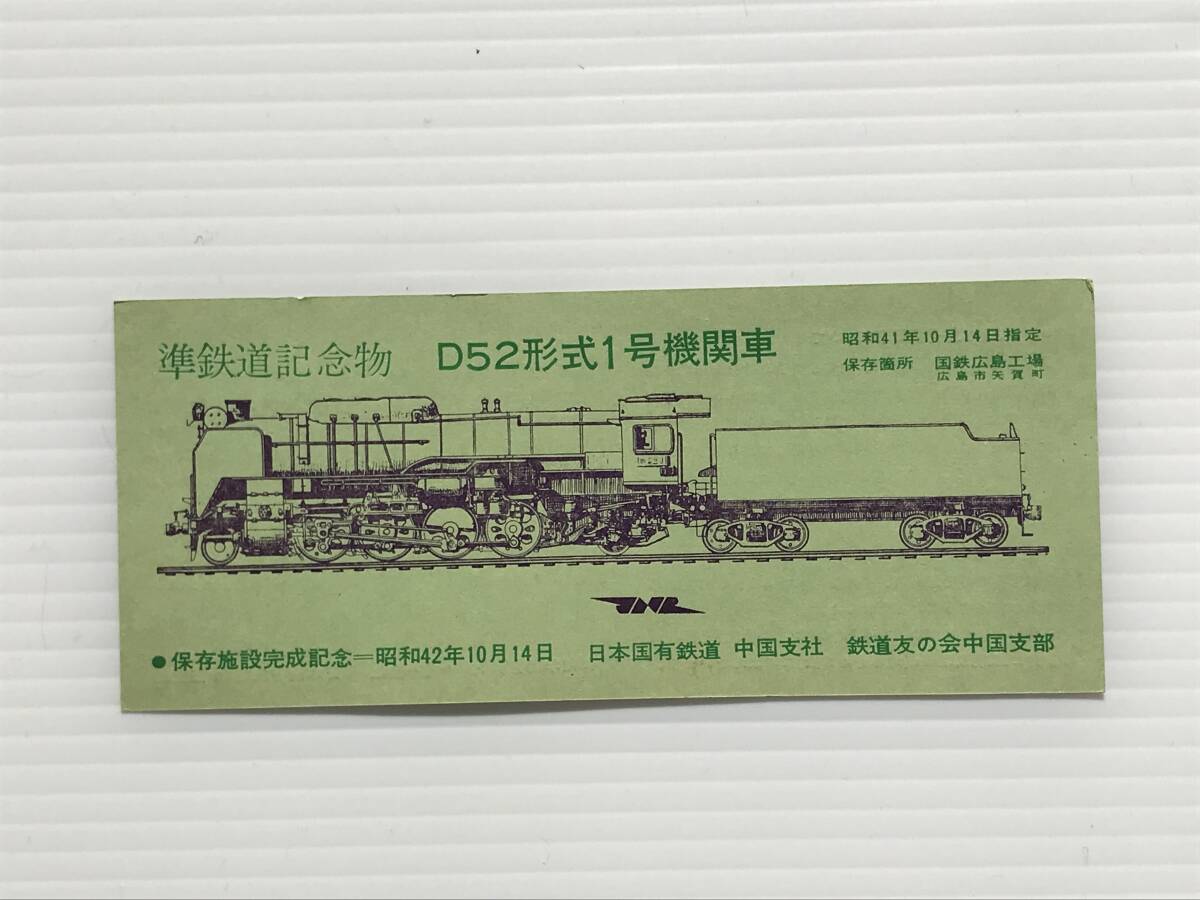 準鉄道記念物 D52形式1号機関車
昭和41年10月14日指定
保存箇所 国鉄広島工場
広島市矢賀町
JNR
●保存施設完成記念=昭和42年10月14日 日本国有鉄道 中国支社 鉄道友の会中国支部